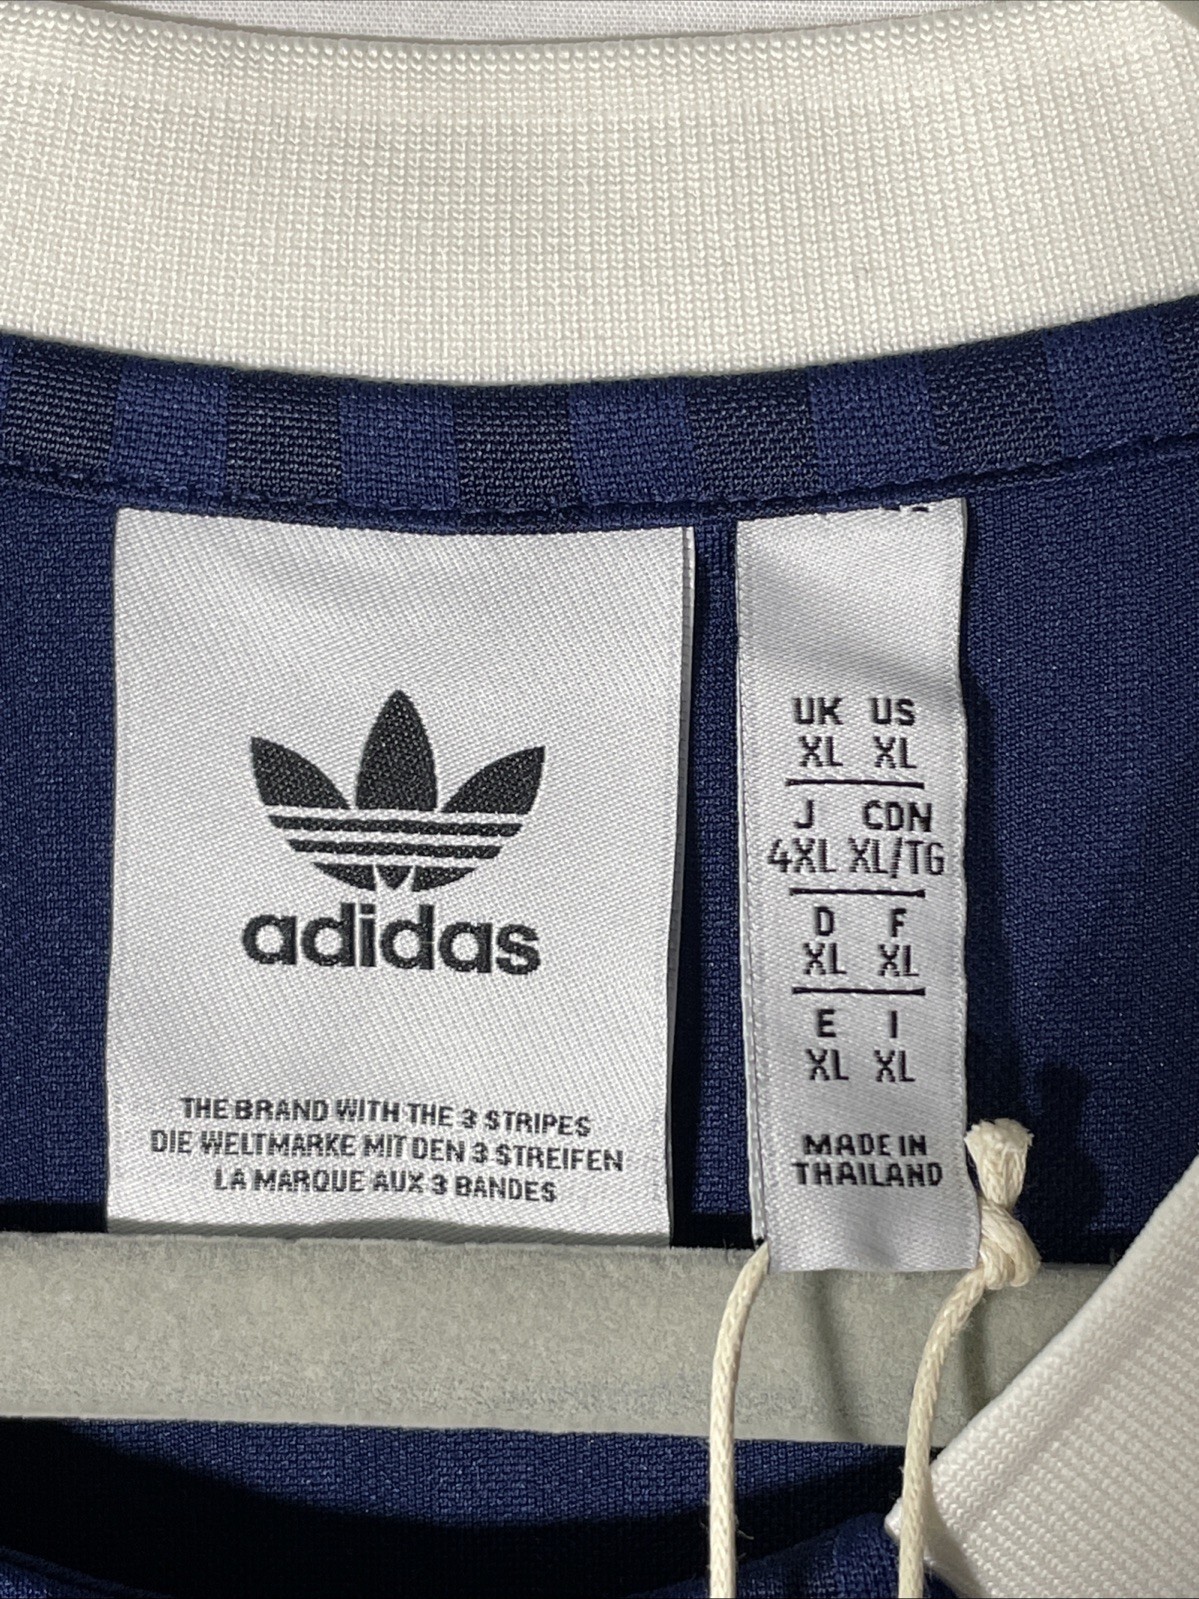 adidas
THE BRAND WITH THE 3 STRIPES
DIE WELTMARKE MIT DEN 3 STREIFEN
LA MARQUE AUX 3 BANDES
UK US
XL XL
J CDN
4XL XL/TG
D F
XL XL
E I
XL XL
MADE IN
THAILAND